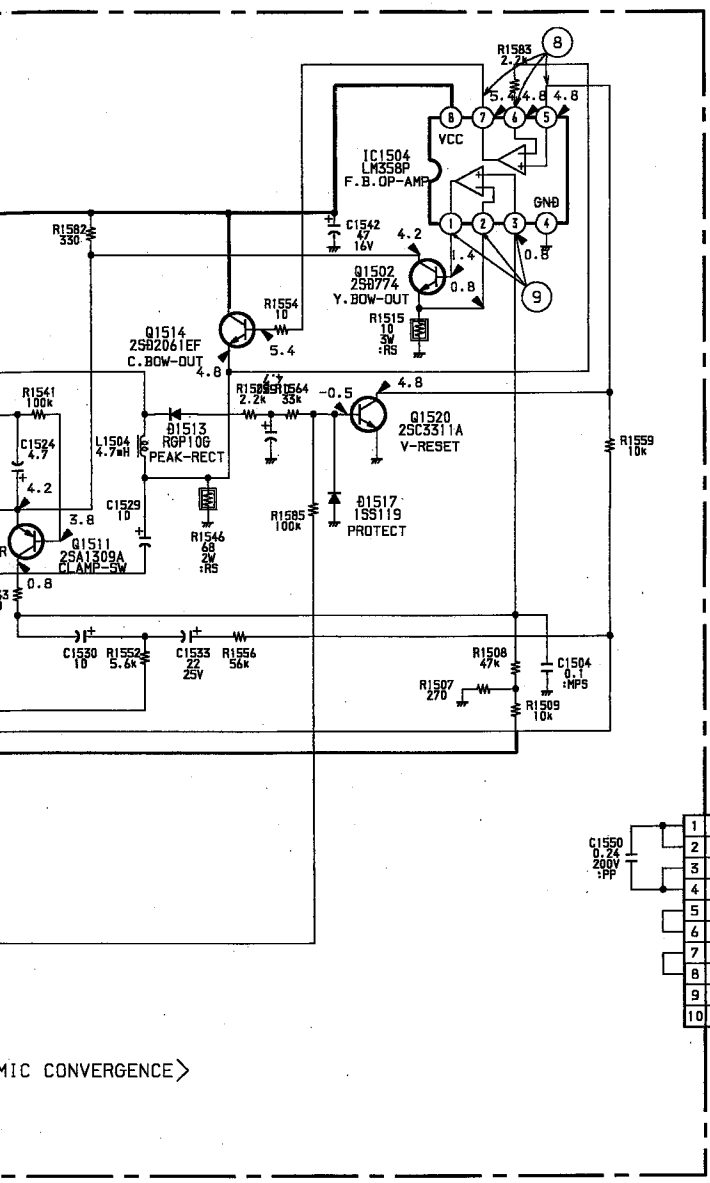 8
R1583
2.2k
5.4
4.8
4.8
8
7
6
5
VCC
IC1504
LM358P
F.B.OP-AMP
GND
1
2
3
4
R1582
330
C1542
47
16V
4.2
1.4
0.8
Q1502
2SD774
Y.BOW-OUT
0.8
9
R1554
10
R1515
10
3W
:RS
Q1514
2SD2061EF
C.BOW-OUT
5.4
4.8
R1541
100k
2.2k
R1564
33k
-0.5
4.8
C1524
4.7
L1504
4.7mH
D1513
RGP10G
PEAK-RECT
Q1520
2SC3311A
V-RESET
R1559
10k
4.2
3.8
C1529
10
R1546
68
2W
:RS
R1585
100k
D1517
1SS119
PROTECT
Q1511
2SA1309A
CLAMP-SW
R
0.8
C1530
10
R1552
5.6k
C1533
22
25V
R1556
56k
R1508
47k
C1504
0.1
:MPS
R1507
270
R1509
10k
C1550
0.24
200V
:PP
1
2
3
4
5
6
7
8
9
10
MIC CONVERGENCE>